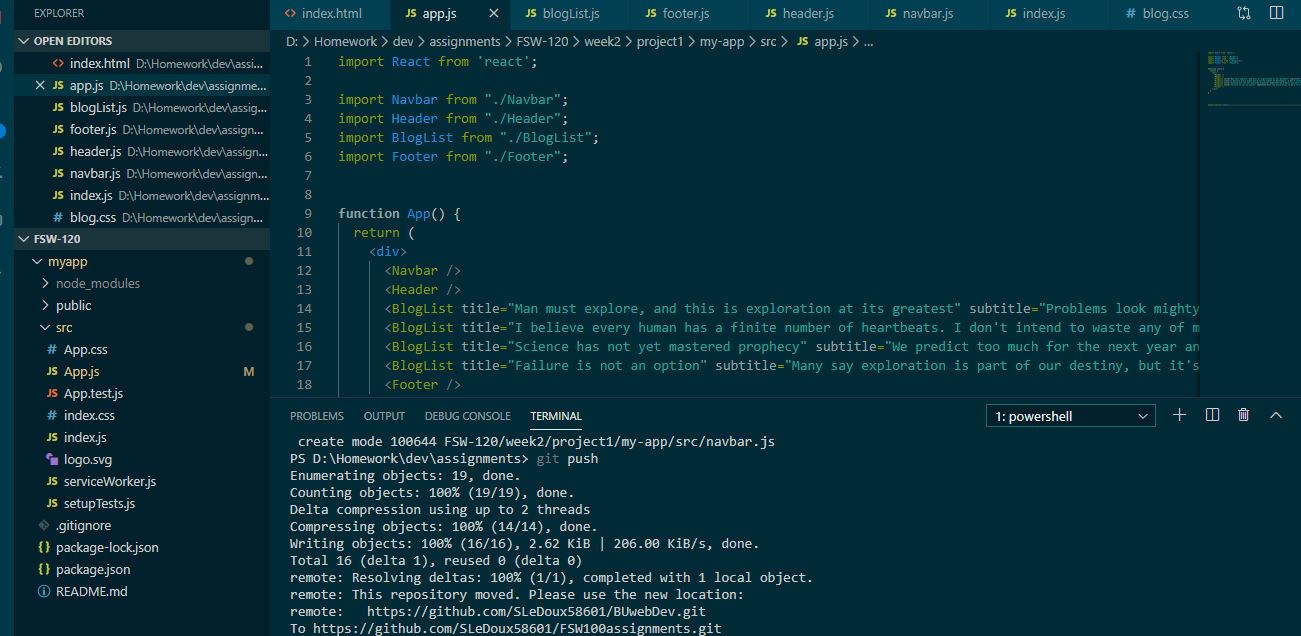 EXPLORER
OPEN EDITORS
<> index.html D:\Homework\dev\assi...
JS app.js D:\Homework\dev\assignme...
JS blogList.js D:\Homework\dev\assig...
JS footer.js D:\Homework\dev\assign...
JS header.js D:\Homework\dev\assign...
JS navbar.js D:\Homework\dev\assign...
JS index.js D:\Homework\dev\assignm...
# blog.css D:\Homework\dev\assign...
FSW-120
myapp
node_modules
public
src
# App.css
JS App.js M
JS App.test.js
# index.css
JS index.js
logo.svg
JS serviceWorker.js
JS setupTests.js
.gitignore
{} package-lock.json
{} package.json
README.md
<> index.html JS app.js JS blogList.js JS footer.js JS header.js JS navbar.js JS index.js # blog.css
D: > Homework > dev > assignments > FSW-120 > week2 > project1 > my-app > src > JS app.js > ...
1 import React from 'react';
2
3 import Navbar from "./Navbar";
4 import Header from "./Header";
5 import BlogList from "./BlogList";
6 import Footer from "./Footer";
7
8
9 function App() {
10 return (
11 <div>
12 <Navbar />
13 <Header />
14 <BlogList title="Man must explore, and this is exploration at its greatest" subtitle="Problems look mighty
15 <BlogList title="I believe every human has a finite number of heartbeats. I don't intend to waste any of m
16 <BlogList title="Science has not yet mastered prophecy" subtitle="We predict too much for the next year an
17 <BlogList title="Failure is not an option" subtitle="Many say exploration is part of our destiny, but it's
18 <Footer />
PROBLEMS OUTPUT DEBUG CONSOLE TERMINAL 1: powershell
create mode 100644 FSW-120/week2/project1/my-app/src/navbar.js
PS D:\Homework\dev\assignments> git push
Enumerating objects: 19, done.
Counting objects: 100% (19/19), done.
Delta compression using up to 2 threads
Compressing objects: 100% (14/14), done.
Writing objects: 100% (16/16), 2.62 KiB | 206.00 KiB/s, done.
Total 16 (delta 1), reused 0 (delta 0)
remote: Resolving deltas: 100% (1/1), completed with 1 local object.
remote: This repository moved. Please use the new location:
remote:   https://github.com/SLeDoux58601/BUwebDev.git
To https://github.com/SLeDoux58601/FSW100assignments.git